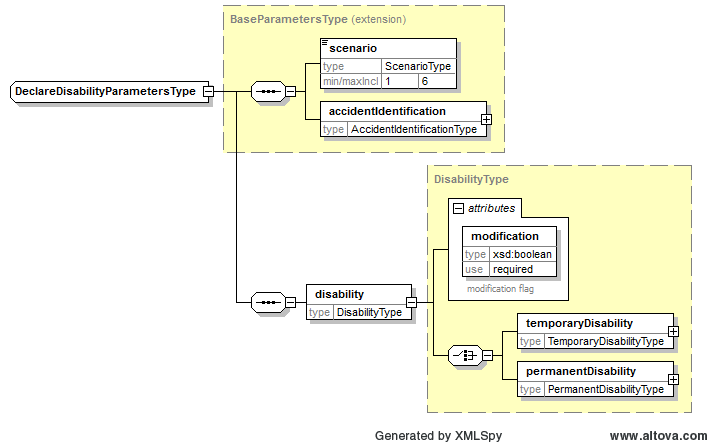 BaseParametersType (extension)
scenario
type ScenarioType
min/maxIncl 1 6
DeclareDisabilityParametersType
accidentIdentification
type AccidentIdentificationType
DisabilityType
attributes
modification
type xsd:boolean
use required
modification flag
disability
type DisabilityType
temporaryDisability
type TemporaryDisabilityType
permanentDisability
type PermanentDisabilityType
Generated by XMLSpy www.altova.com